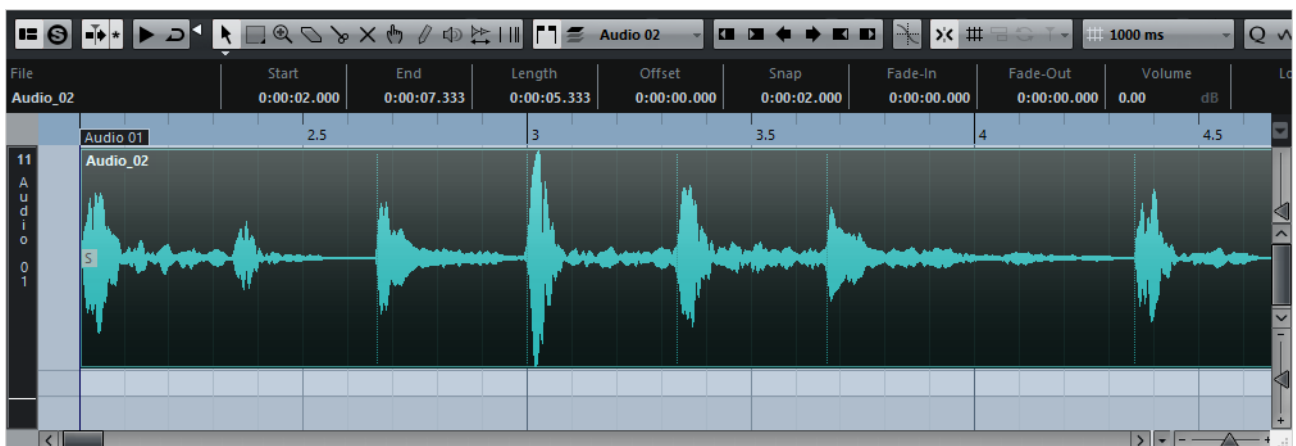 Audio 02 1000 ms Q
File Start End Length Offset Snap Fade-In Fade-Out Volume Lo
Audio_02 0:00:02.000 0:00:07.333 0:00:05.333 0:00:00.000 0:00:02.000 0:00:00.000 0:00:00.000 0.00 dB
Audio 01 2.5 3 3.5 4 4.5
11 Audio_02
Audio 01
S